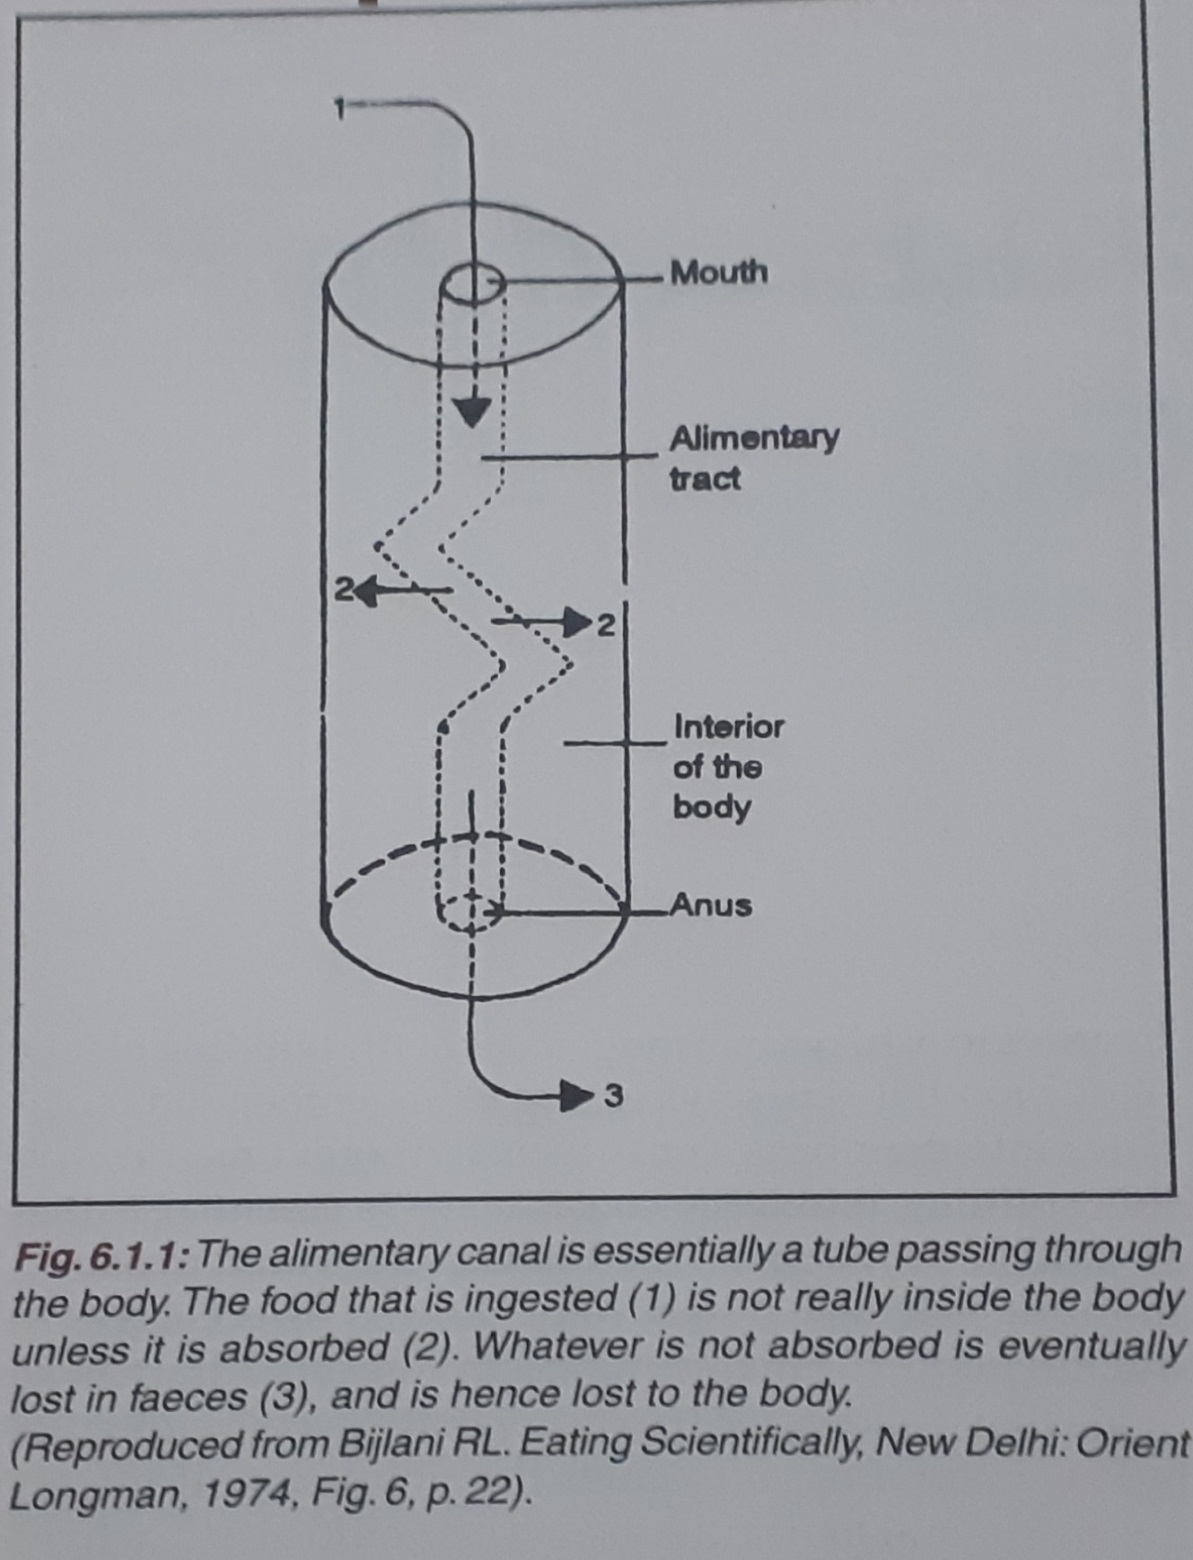 1
Mouth
Alimentary
tract
2
2
Interior
of the
body
Anus
3
Fig. 6.1.1: The alimentary canal is essentially a tube passing through
the body. The food that is ingested (1) is not really inside the body
unless it is absorbed (2). Whatever is not absorbed is eventually
lost in faeces (3), and is hence lost to the body.
(Reproduced from Bijlani RL. Eating Scientifically, New Delhi: Orient
Longman, 1974, Fig. 6, p. 22).